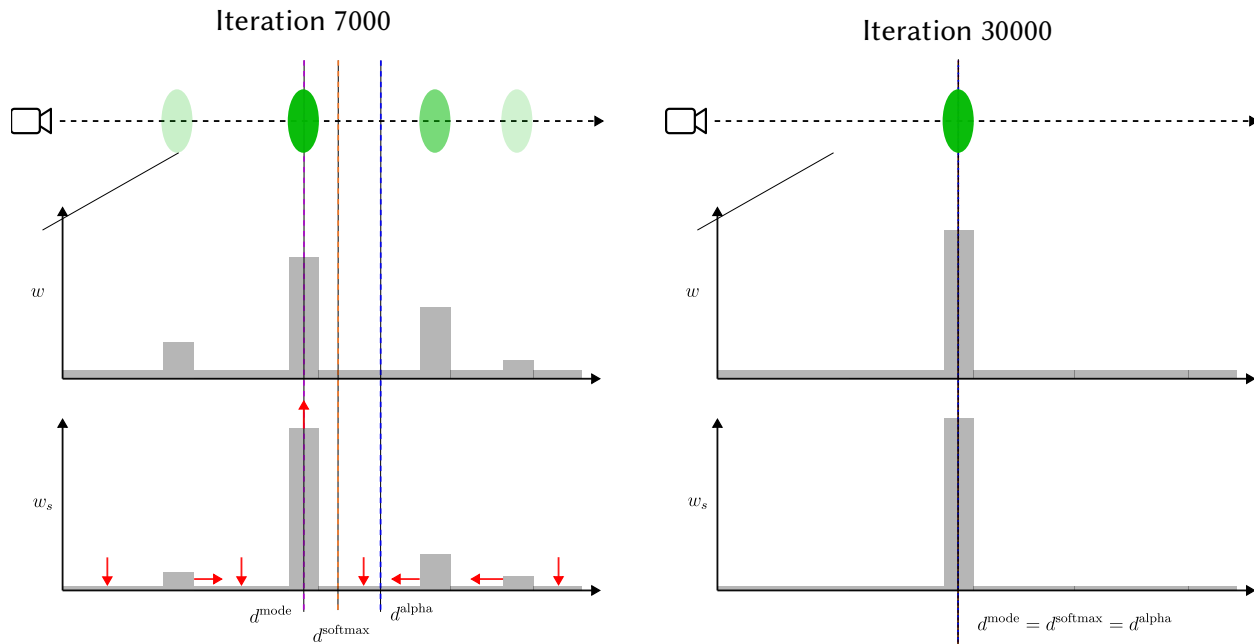 Iteration 7000
Iteration 30000
w
w
w_s
w_s
d^mode
d^alpha
d^softmax
d^mode = d^softmax = d^alpha